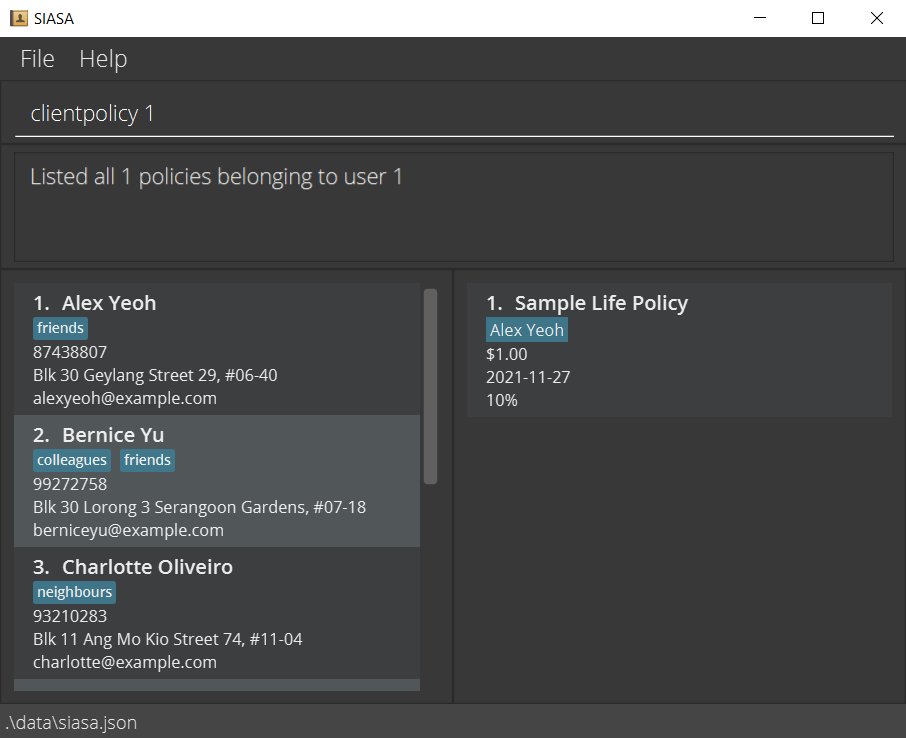 SIASA
File Help
clientpolicy 1
Listed all 1 policies belonging to user 1
1. Alex Yeoh
friends
87438807
Blk 30 Geylang Street 29, #06-40
alexyeoh@example.com
2. Bernice Yu
colleagues friends
99272758
Blk 30 Lorong 3 Serangoon Gardens, #07-18
berniceyu@example.com
3. Charlotte Oliveiro
neighbours
93210283
Blk 11 Ang Mo Kio Street 74, #11-04
charlotte@example.com
1. Sample Life Policy
Alex Yeoh
$1.00
2021-11-27
10%
.\data\siasa.json